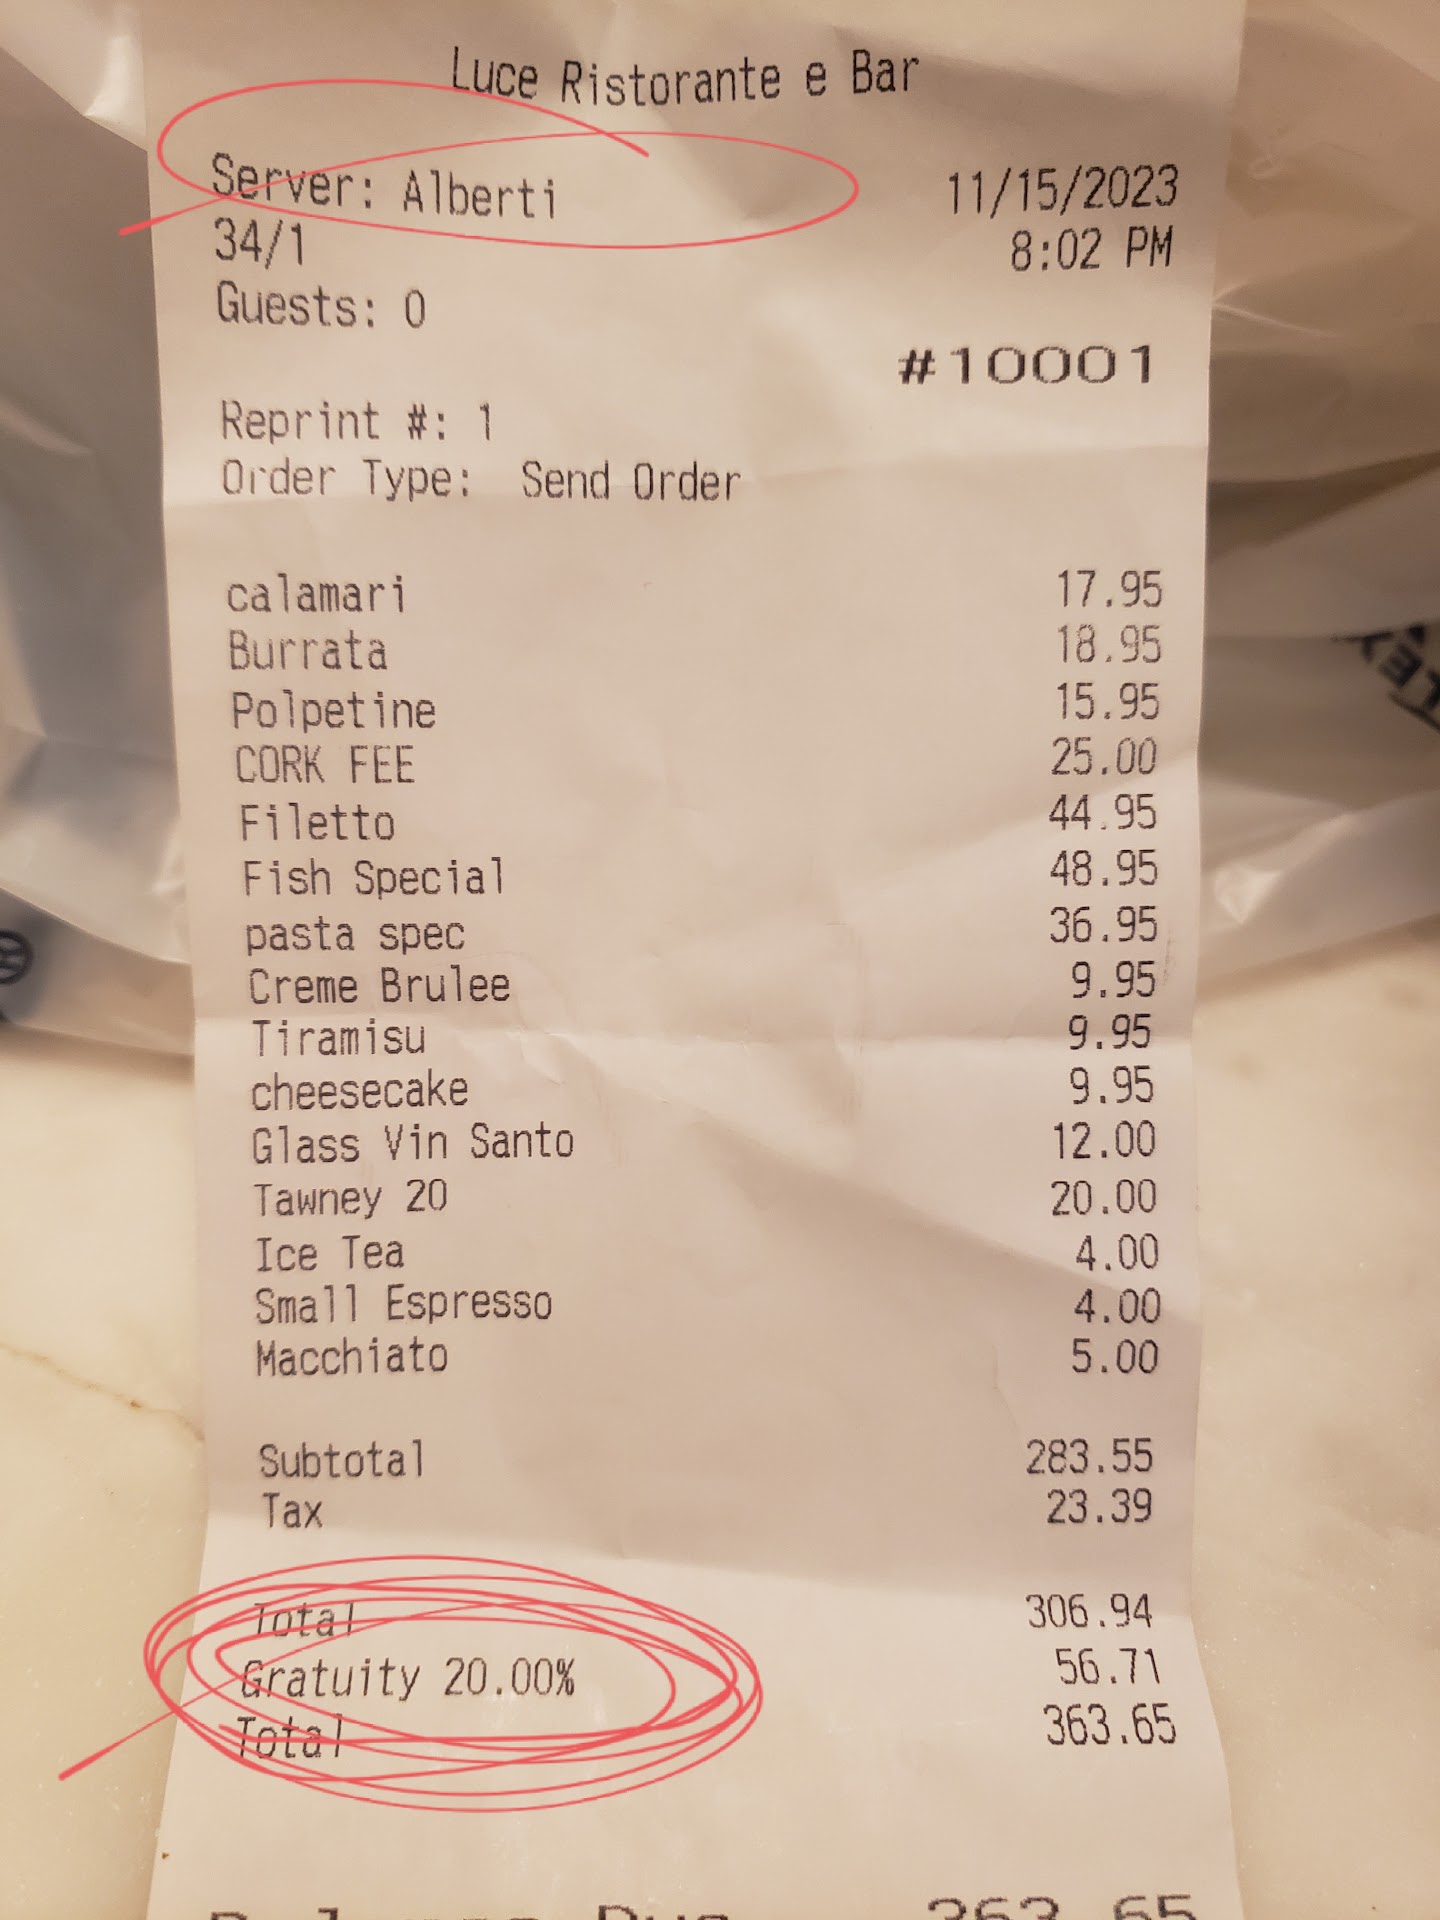 Luce Ristorante e Bar
Server: Alberti 11/15/2023
34/1 8:02 PM
Guests: 0
#10001
Reprint #: 1
Order Type: Send Order
calamari 17.95
Burrata 18.95
Polpetine 15.95
CORK FEE 25.00
Filetto 44.95
Fish Special 48.95
pasta spec 36.95
Creme Brulee 9.95
Tiramisu 9.95
cheesecake 9.95
Glass Vin Santo 12.00
Tawney 20 20.00
Ice Tea 4.00
Small Espresso 4.00
Macchiato 5.00
Subtotal 283.55
Tax 23.39
Total 306.94
Gratuity 20.00% 56.71
Total 363.65
Balance Due 363.65